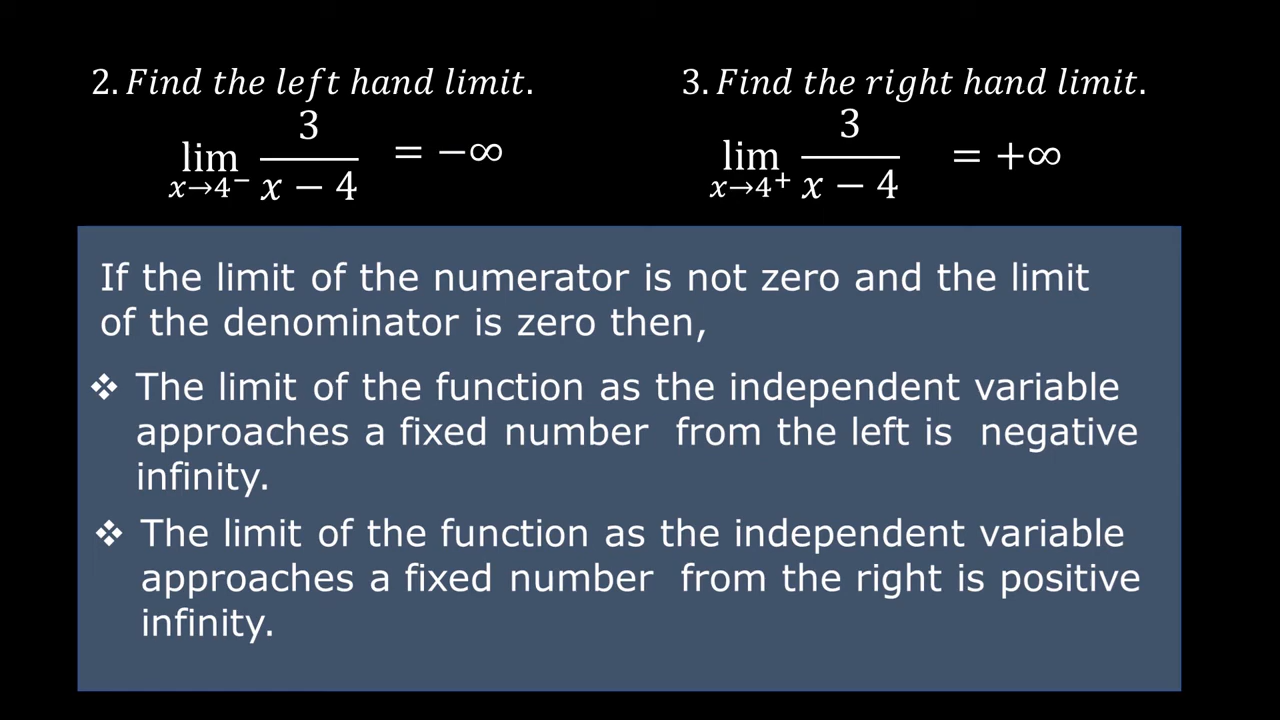 2. Find the left hand limit.
lim x→4⁻ 3/(x − 4) = −∞
3. Find the right hand limit.
lim x→4⁺ 3/(x − 4) = +∞
If the limit of the numerator is not zero and the limit
of the denominator is zero then,
❖ The limit of the function as the independent variable
approaches a fixed number from the left is negative
infinity.
❖ The limit of the function as the independent variable
approaches a fixed number from the right is positive
infinity.